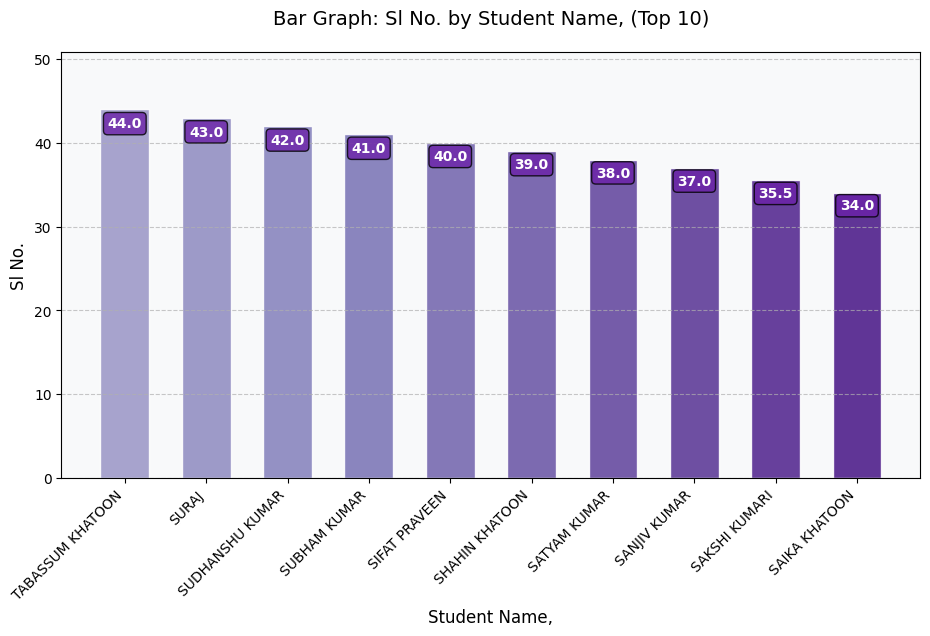 Bar Graph: Sl No. by Student Name, (Top 10)
Sl No.
50
40
30
20
10
0
44.0
43.0
42.0
41.0
40.0
39.0
38.0
37.0
35.5
34.0
TABASSUM KHATOON
SURAJ
SUDHANSHU KUMAR
SUBHAM KUMAR
SIFAT PRAVEEN
SHAHIN KHATOON
SATYAM KUMAR
SANJIV KUMAR
SAKSHI KUMARI
SAIKA KHATOON
Student Name,